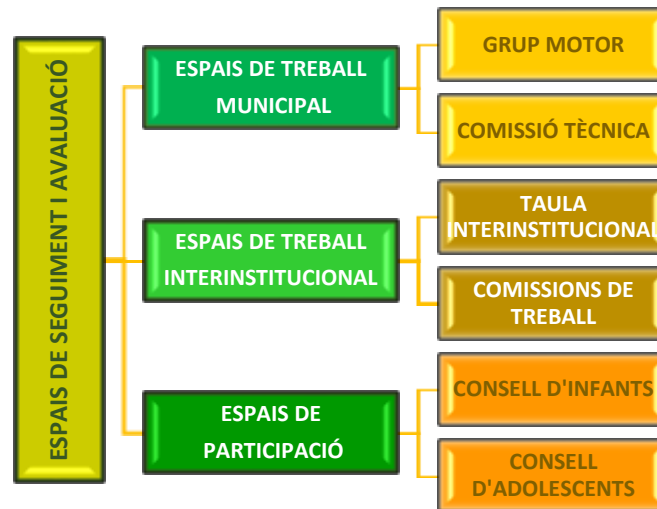 ESPAIS DE SEGUIMENT I AVALUACIÓ
ESPAIS DE TREBALL
MUNICIPAL
GRUP MOTOR
COMISSIÓ TÈCNICA
ESPAIS DE TREBALL
INTERINSTITUCIONAL
TAULA
INTERINSTITUCIONAL
COMISSIONS DE
TREBALL
ESPAIS DE
PARTICIPACIÓ
CONSELL D'INFANTS
CONSELL
D'ADOLESCENTS